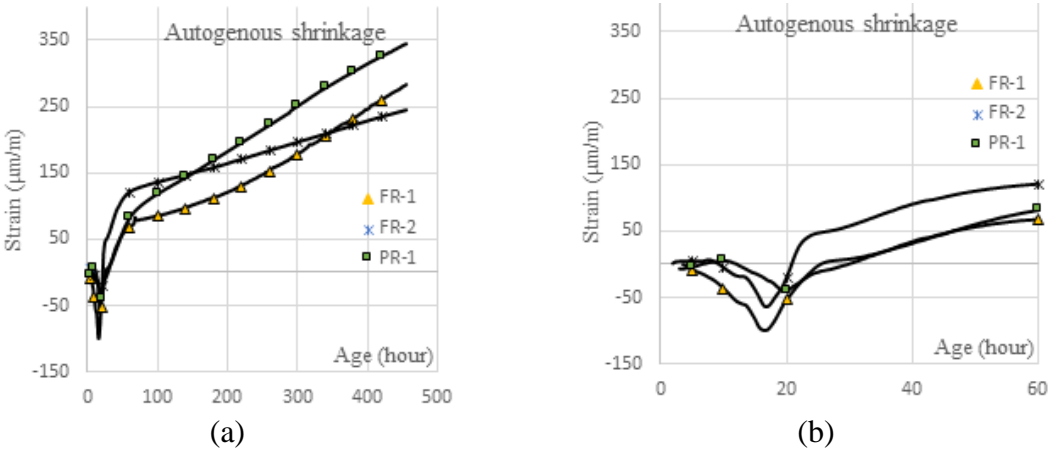 Autogenous shrinkage
350
250
150
50
-50
-150
Strain (µm/m)
FR-1
FR-2
PR-1
Age (hour)
0 100 200 300 400 500
(a)
Autogenous shrinkage
350
250
150
50
-50
-150
Strain (µm/m)
FR-1
FR-2
PR-1
Age (hour)
0 20 40 60
(b)